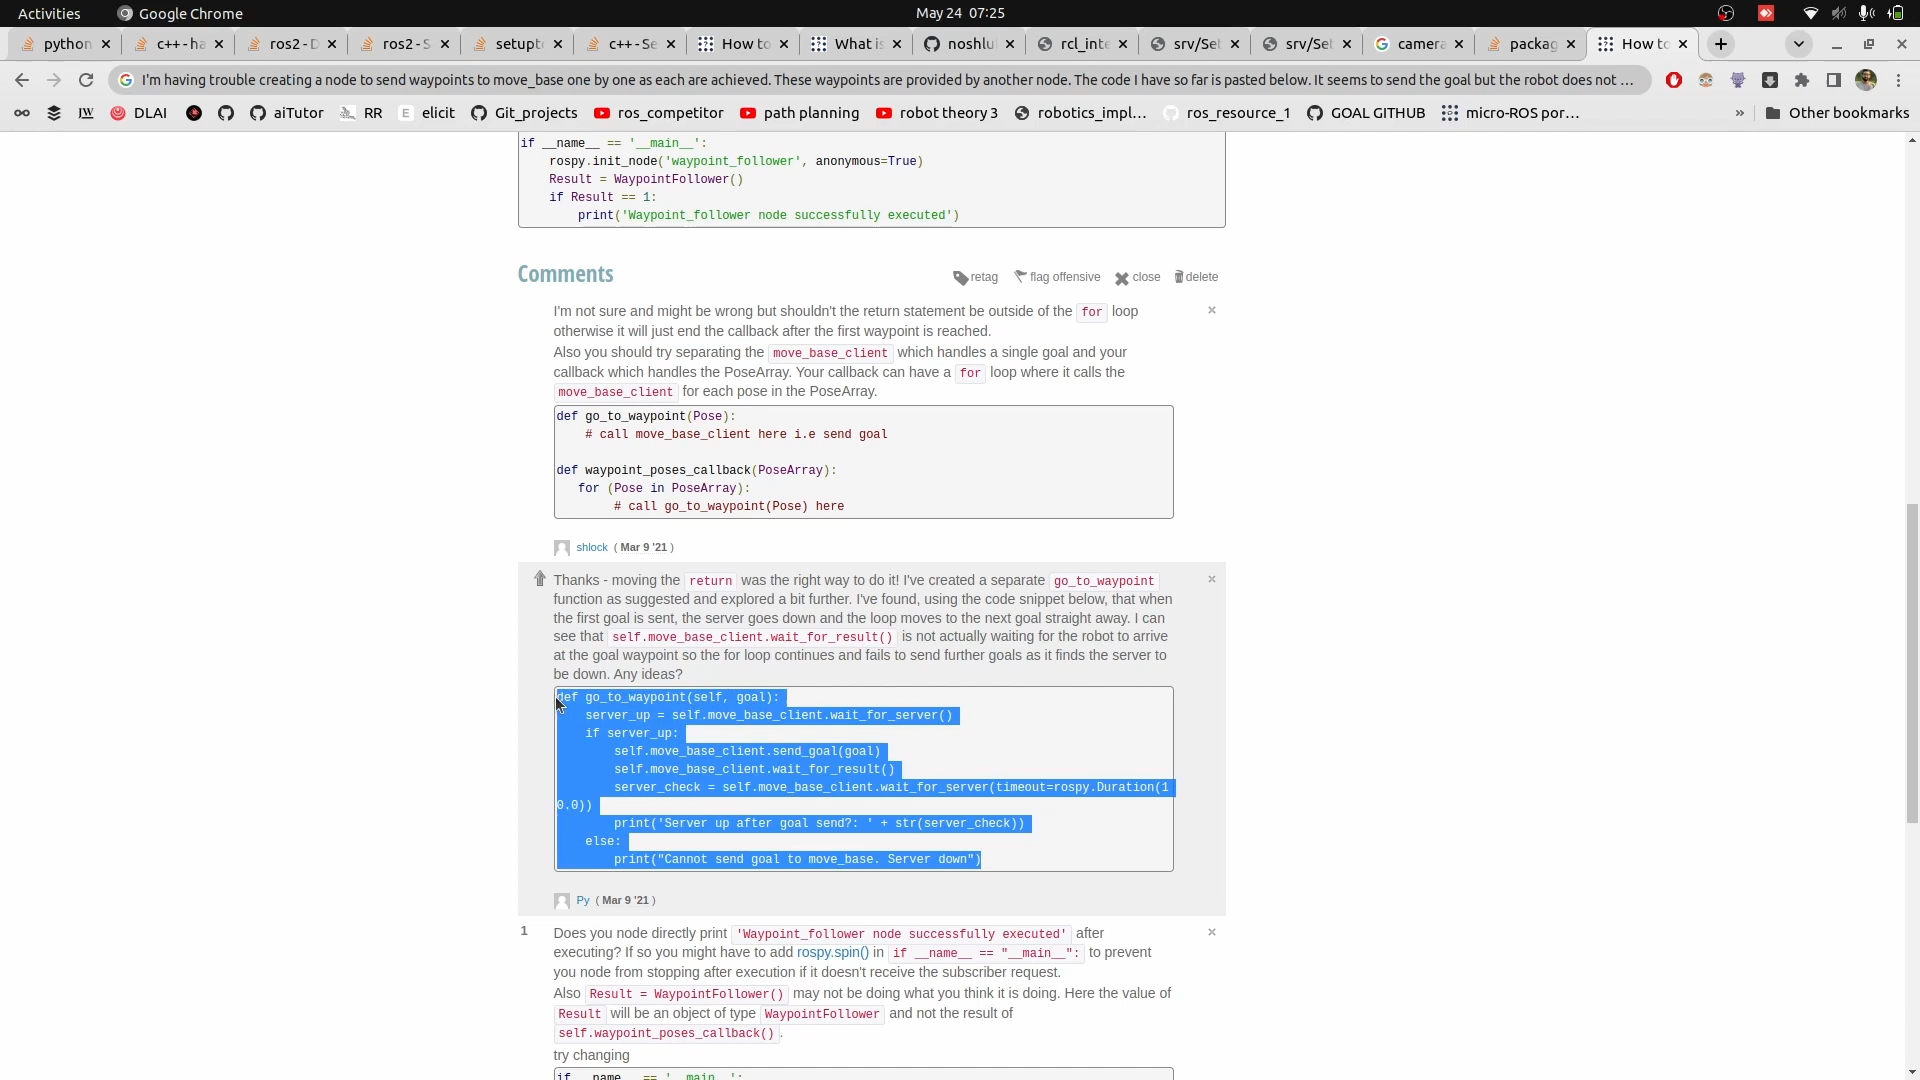 Activities Google Chrome May 24 07:25
python c++ - ha ros2 - D ros2 - S setupto c++ - Se How to What is noshlu rcl_inte srv/Set srv/Set camera packag How to
I'm having trouble creating a node to send waypoints to move_base one by one as each are achieved. These waypoints are provided by another node. The code I have so far is pasted below. It seems to send the goal but the robot does not ...
DLAI aiTutor RR elicit Git_projects ros_competitor path planning robot theory 3 robotics_impl... ros_resource_1 GOAL GITHUB micro-ROS por... » Other bookmarks
if __name__ == '__main__':
    rospy.init_node('waypoint_follower', anonymous=True)
    Result = WaypointFollower()
    if Result == 1:
        print('Waypoint_follower node successfully executed')
Comments retag flag offensive close delete
I'm not sure and might be wrong but shouldn't the return statement be outside of the for loop
otherwise it will just end the callback after the first waypoint is reached.
Also you should try separating the move_base_client which handles a single goal and your
callback which handles the PoseArray. Your callback can have a for loop where it calls the
move_base_client for each pose in the PoseArray.
def go_to_waypoint(Pose):
    # call move_base_client here i.e send goal
def waypoint_poses_callback(PoseArray):
   for (Pose in PoseArray):
        # call go_to_waypoint(Pose) here
shlock ( Mar 9 '21 )
Thanks - moving the return was the right way to do it! I've created a separate go_to_waypoint
function as suggested and explored a bit further. I've found, using the code snippet below, that when
the first goal is sent, the server goes down and the loop moves to the next goal straight away. I can
see that self.move_base_client.wait_for_result() is not actually waiting for the robot to arrive
at the goal waypoint so the for loop continues and fails to send further goals as it finds the server to
be down. Any ideas?
def go_to_waypoint(self, goal):
    server_up = self.move_base_client.wait_for_server()
    if server_up:
        self.move_base_client.send_goal(goal)
        self.move_base_client.wait_for_result()
        server_check = self.move_base_client.wait_for_server(timeout=rospy.Duration(1
0.0))
        print('Server up after goal send?: ' + str(server_check))
    else:
        print("Cannot send goal to move_base. Server down")
Py ( Mar 9 '21 )
1 Does you node directly print 'Waypoint_follower node successfully executed' after
executing? If so you might have to add rospy.spin() in if __name__ == "__main__": to prevent
you node from stopping after execution if it doesn't receive the subscriber request.
Also Result = WaypointFollower() may not be doing what you think it is doing. Here the value of
Result will be an object of type WaypointFollower and not the result of
self.waypoint_poses_callback() .
try changing
if __name__ == '__main__':